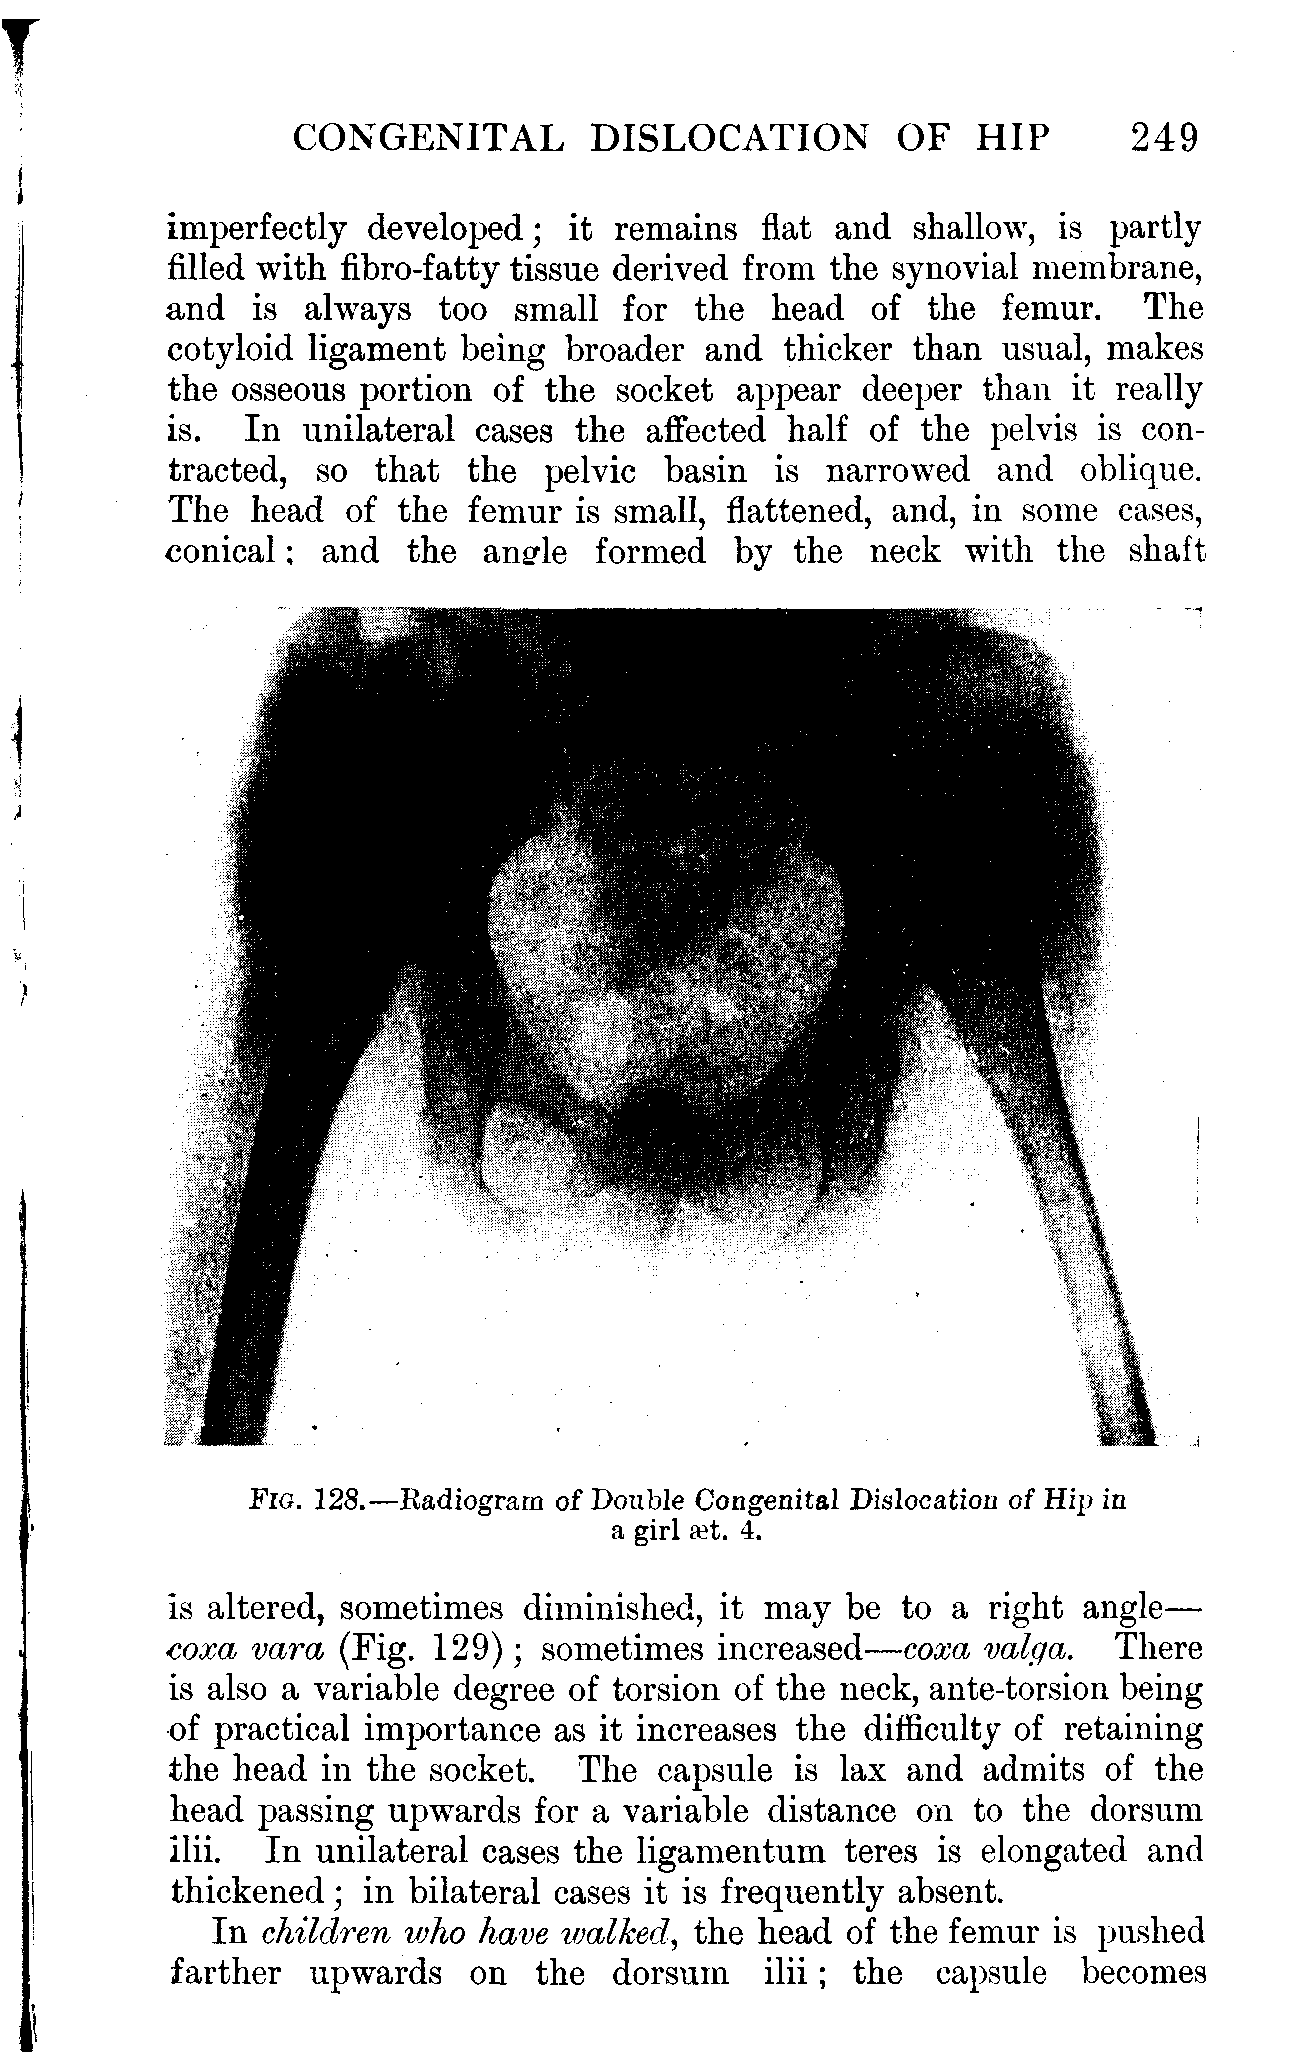 CONGENITAL DISLOCATION OF HIP 249
imperfectly developed; it remains flat and shallow, is partly
filled with fibro-fatty tissue derived from the synovial membrane,
and is always too small for the head of the femur. The
cotyloid ligament being broader and thicker than usual, makes
the osseous portion of the socket appear deeper than it really
is. In unilateral cases the affected half of the pelvis is con-
tracted, so that the pelvic basin is narrowed and oblique.
The head of the femur is small, flattened, and, in some cases,
conical; and the angle formed by the neck with the shaft
FIG. 128.—Radiogram of Double Congenital Dislocation of Hip in
a girl æt. 4.
is altered, sometimes diminished, it may be to a right angle—
coxa vara (Fig. 129); sometimes increased—coxa valga. There
is also a variable degree of torsion of the neck, ante-torsion being
of practical importance as it increases the difficulty of retaining
the head in the socket. The capsule is lax and admits of the
head passing upwards for a variable distance on to the dorsum
ilii. In unilateral cases the ligamentum teres is elongated and
thickened; in bilateral cases it is frequently absent.
In children who have walked, the head of the femur is pushed
farther upwards on the dorsum ilii; the capsule becomes